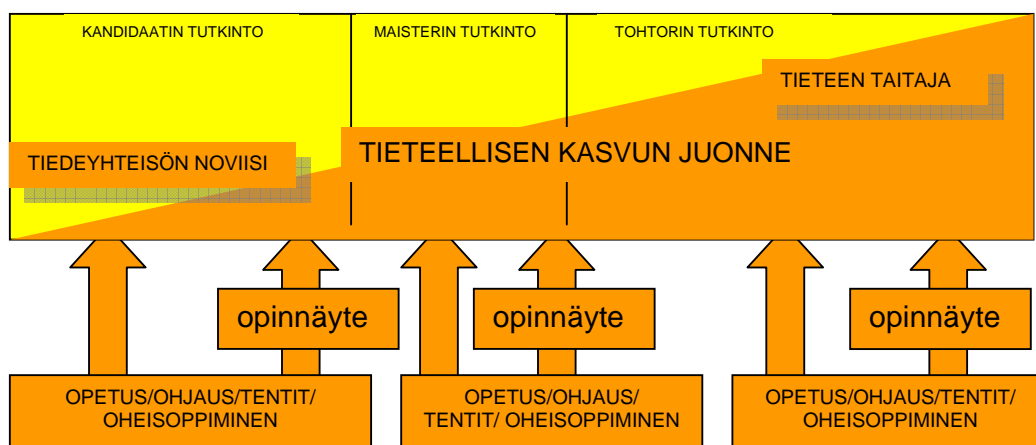 KANDIDAATIN TUTKINTO
MAISTERIN TUTKINTO
TOHTORIN TUTKINTO
TIETEEN TAITAJA
TIETEELLISEN KASVUN JUONNE
TIEDEYHTEISÖN NOVIISI
opinnäyte
opinnäyte
opinnäyte
OPETUS/OHJAUS/TENTIT/
OHEISOPPIMINEN
OPETUS/OHJAUS/
TENTIT/ OHEISOPPIMINEN
OPETUS/OHJAUS/TENTIT/
OHEISOPPIMINEN